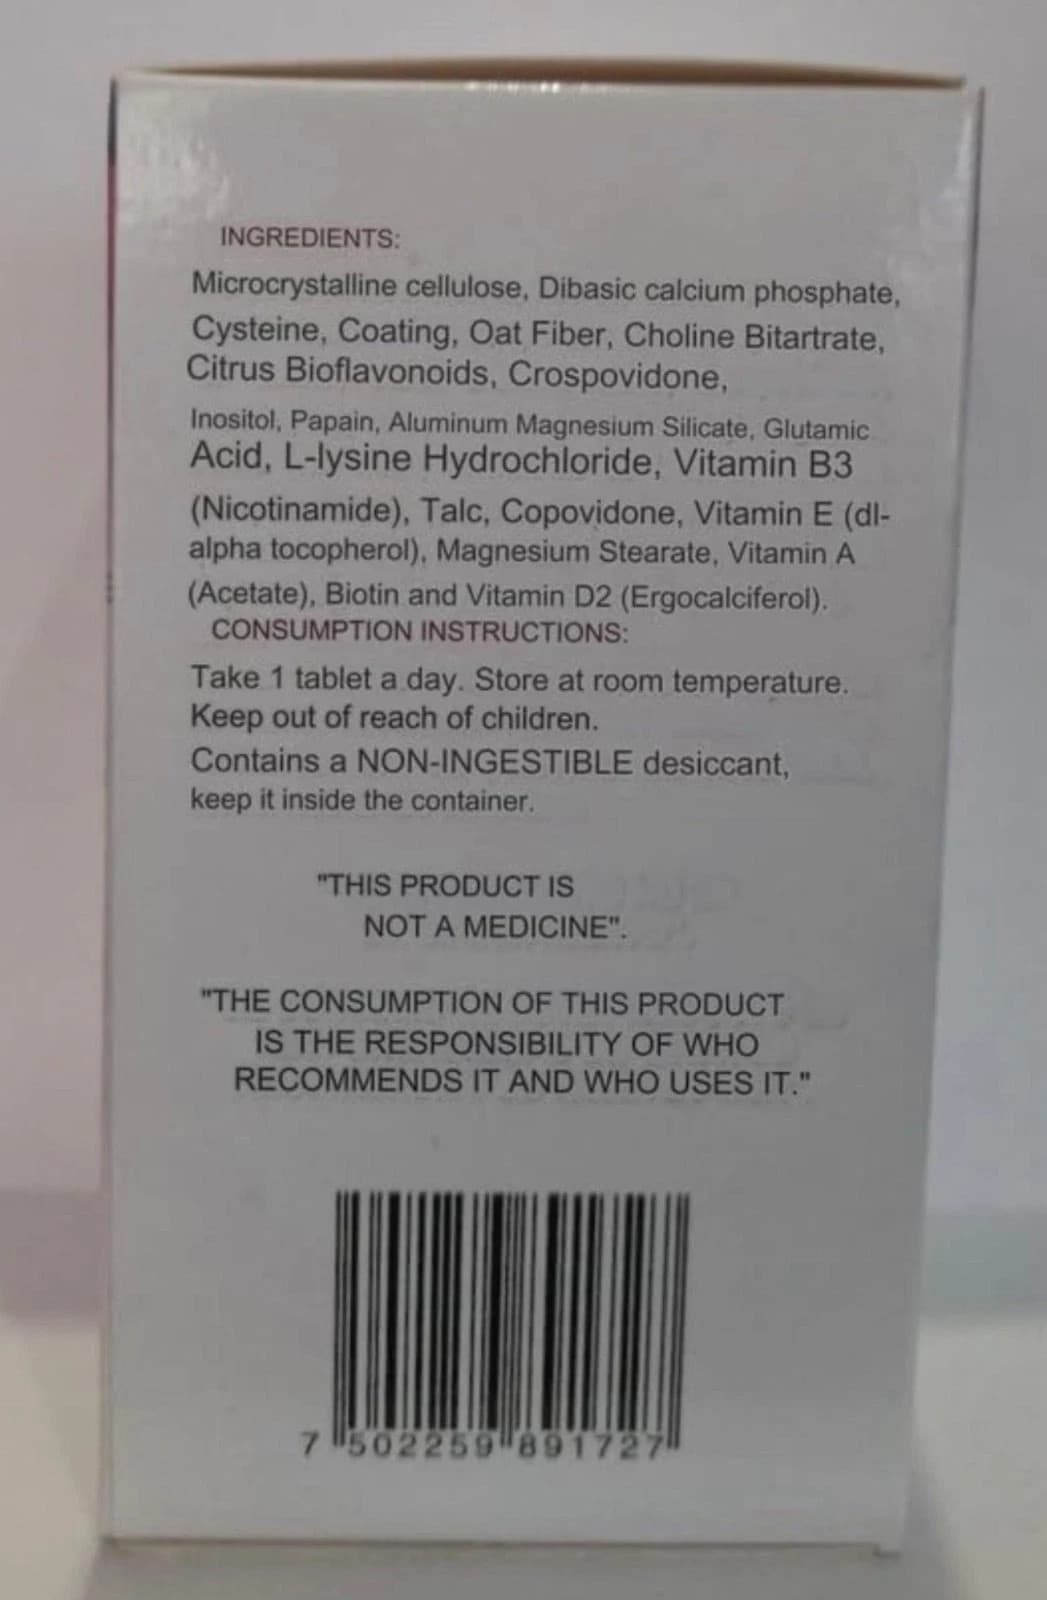 INGREDIENTS:
Microcrystalline cellulose, Dibasic calcium phosphate,
Cysteine, Coating, Oat Fiber, Choline Bitartrate,
Citrus Bioflavonoids, Crospovidone,
Inositol, Papain, Aluminum Magnesium Silicate, Glutamic
Acid, L-lysine Hydrochloride, Vitamin B3
(Nicotinamide), Talc, Copovidone, Vitamin E (dl-
alpha tocopherol), Magnesium Stearate, Vitamin A
(Acetate), Biotin and Vitamin D2 (Ergocalciferol).
CONSUMPTION INSTRUCTIONS:
Take 1 tablet a day. Store at room temperature.
Keep out of reach of children.
Contains a NON-INGESTIBLE desiccant,
keep it inside the container.
"THIS PRODUCT IS
NOT A MEDICINE".
"THE CONSUMPTION OF THIS PRODUCT
IS THE RESPONSIBILITY OF WHO
RECOMMENDS IT AND WHO USES IT."
7 502259 891727